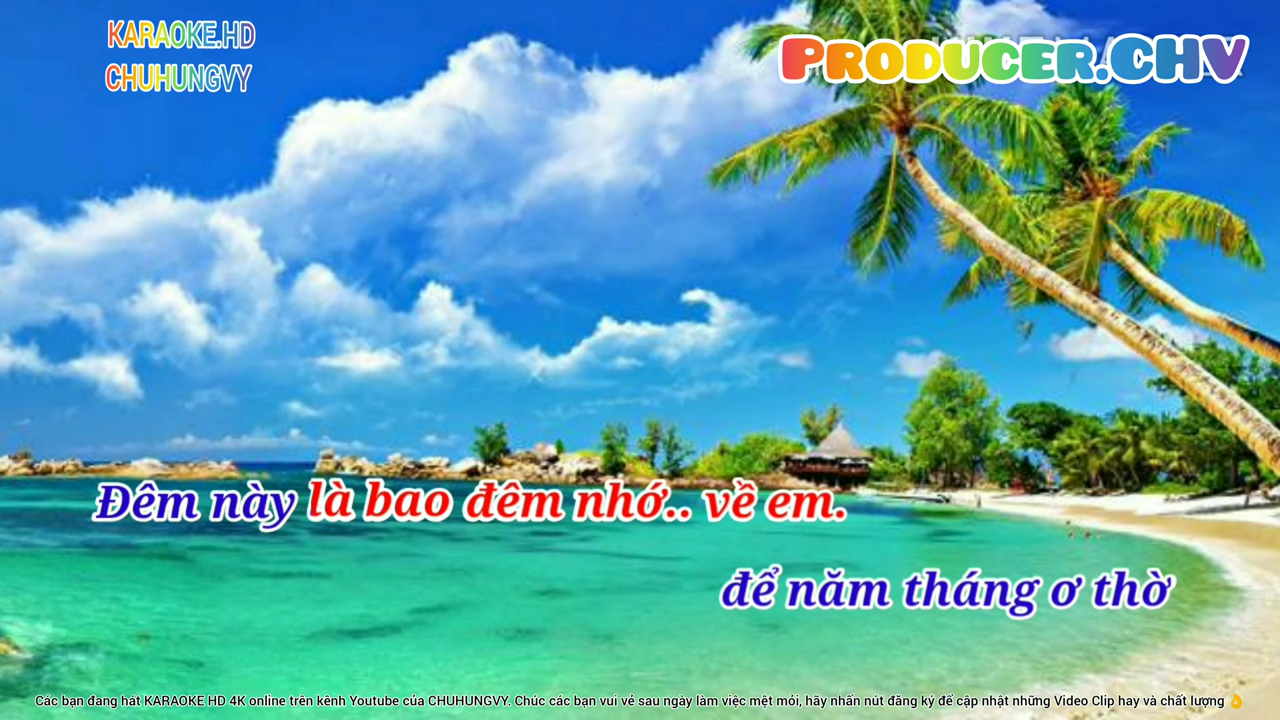 KARAOKE.HD
CHUHUNGVY
PRODUCER.CHV
Đêm này là bao đêm nhớ.. về em.
để năm tháng ơ thờ
Các bạn đang hát KARAOKE HD 4K online trên kênh Youtube của CHUHUNGVY. Chúc các bạn vui vẻ sau ngày làm việc mệt mỏi, hãy nhấn nút đăng ký để cập nhật những Video Clip hay và chất lượng 👌